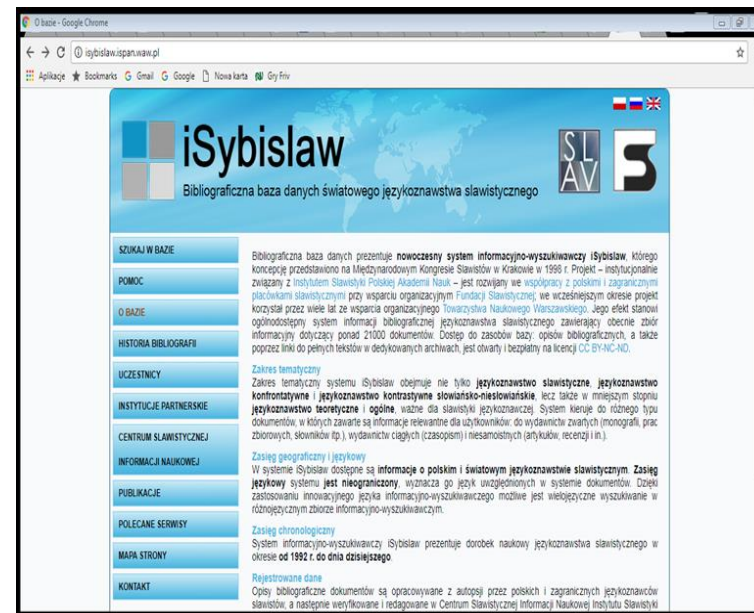 O bazie - Google Chrome
isybislaw.ispan.waw.pl
Aplikacje Bookmarks Gmail Google Nowa karta Gry Friv
iSybislaw
Bibliograficzna baza danych światowego językoznawstwa slawistycznego
SL
AV
SZUKAJ W BAZIE
POMOC
O BAZIE
HISTORIA BIBLIOGRAFII
UCZESTNICY
INSTYTUCJE PARTNERSKIE
CENTRUM SLAWISTYCZNEJ
INFORMACJI NAUKOWEJ
PUBLIKACJE
POLECANE SERWISY
MAPA STRONY
KONTAKT
Bibliograficzna baza danych prezentuje nowoczesny system informacyjno-wyszukiwawczy iSybislaw, którego
koncepcję przedstawiono na Międzynarodowym Kongresie Slawistów w Krakowie w 1998 r. Projekt – instytucjonalnie
związany z Instytutem Slawistyki Polskiej Akademii Nauk – jest rozwijany we współpracy z polskimi i zagranicznymi
placówkami slawistycznymi przy wsparciu organizacyjnym Fundacji Slawistycznej; we wcześniejszym okresie projekt
korzystał przez wiele lat ze wsparcia organizacyjnego Towarzystwa Naukowego Warszawskiego. Jego efekt stanowi
ogólnodostępny system informacji bibliograficznej językoznawstwa slawistycznego zawierający obecnie zbiór
informacyjny dotyczący ponad 21000 dokumentów. Dostęp do zasobów bazy: opisów bibliograficznych, a także
poprzez linki do pełnych tekstów w dedykowanych archiwach, jest otwarty i bezpłatny na licencji CC BY-NC-ND.
Zakres tematyczny
Zakres tematyczny systemu iSybislaw obejmuje nie tylko językoznawstwo slawistyczne, językoznawstwo
konfrontatywne i językoznawstwo kontrastywne słowiańsko-niesłowiańskie, lecz także w mniejszym stopniu
językoznawstwo teoretyczne i ogólne, ważne dla slawistyki językoznawczej. System kieruje do różnego typu
dokumentów, w których zawarte są informacje relewantne dla użytkowników: do wydawnictw zwartych (monografii, prac
zbiorowych, słowników itp.), wydawnictw ciągłych (czasopism) i niesamoistnych (artykułów, recenzji i in.).
Zasięg geograficzny i językowy
W systemie iSybislaw dostępne są informacje o polskim i światowym językoznawstwie slawistycznym. Zasięg
językowy systemu jest nieograniczony, wyznacza go język uwzględnionych w systemie dokumentów. Dzięki
zastosowaniu innowacyjnego języka informacyjno-wyszukiwawczego możliwe jest wielojęzyczne wyszukiwanie w
różnojęzycznym zbiorze informacyjno-wyszukiwawczym.
Zasięg chronologiczny
System informacyjno-wyszukiwawczy iSybislaw prezentuje dorobek naukowy językoznawstwa slawistycznego w
okresie od 1992 r. do dnia dzisiejszego.
Rejestrowane dane
Opisy bibliograficzne dokumentów są opracowywane z autopsji przez polskich i zagranicznych językoznawców
slawistów, a następnie weryfikowane i redagowane w Centrum Slawistycznej Informacji Naukowej Instytutu Slawistyki